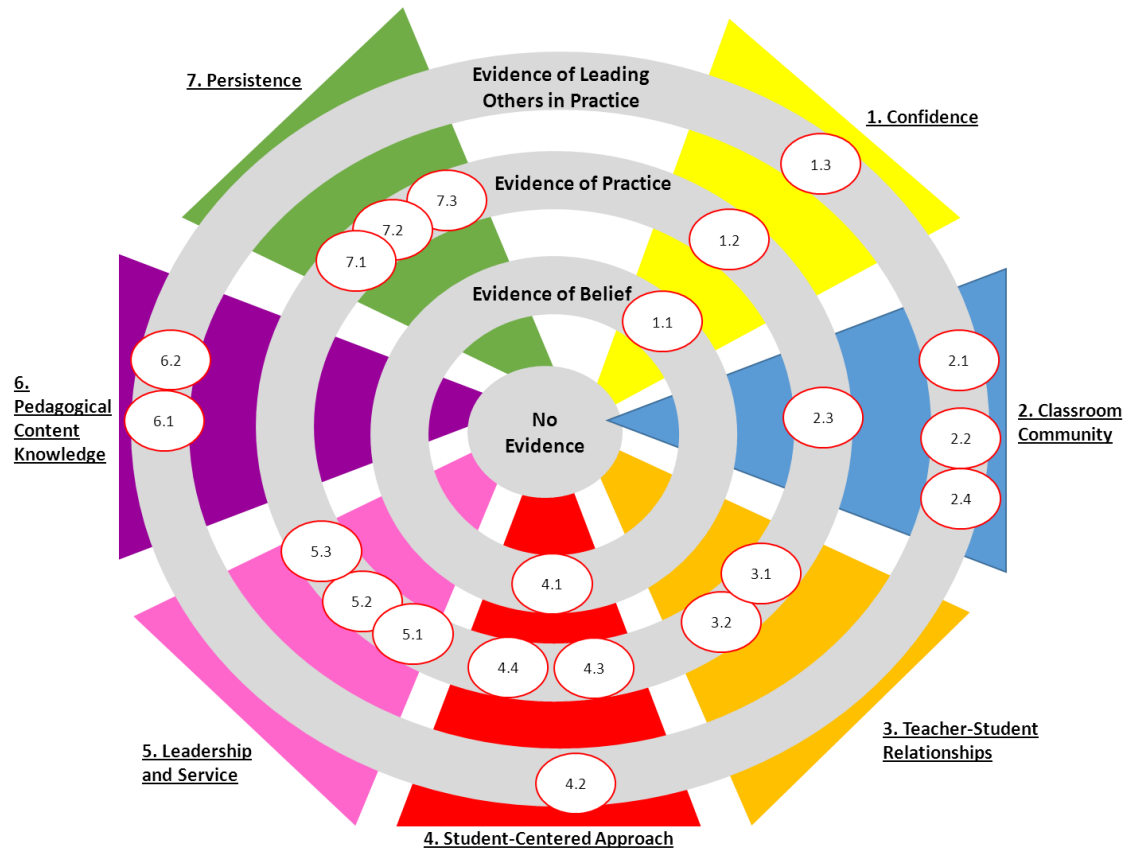 7. Persistence
Evidence of Leading
Others in Practice
1. Confidence
1.3
Evidence of Practice
7.3
7.2
7.1
1.2
Evidence of Belief
1.1
6.2
6.1
6.
Pedagogical
Content
Knowledge
No
Evidence
2.1
2.3
2.2
2.4
2. Classroom
Community
5.3
5.2
5.1
4.1
4.4
4.3
3.1
3.2
3. Teacher-Student
Relationships
5. Leadership
and Service
4.2
4. Student-Centered Approach